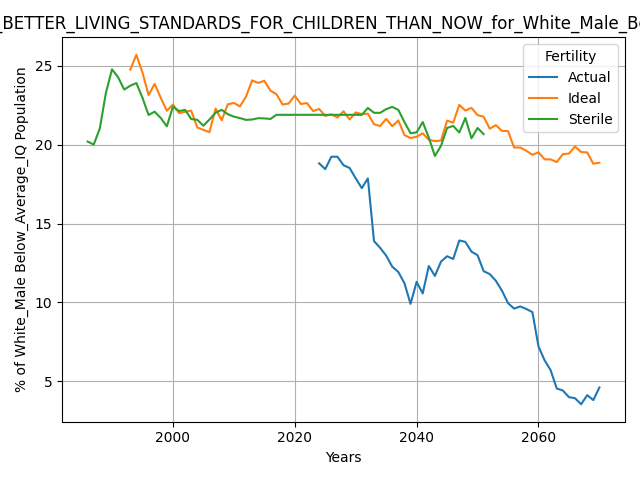 _BETTER_LIVING_STANDARDS_FOR_CHILDREN_THAN_NOW_for_White_Male_Be
Fertility
Actual
Ideal
Sterile
% of White_Male Below_Average_IQ Population
25
20
15
10
5
2000
2020
2040
2060
Years